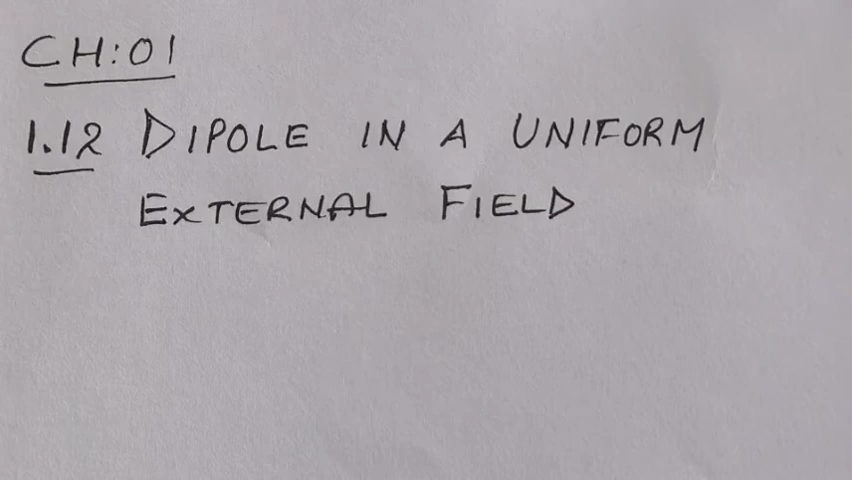 CH:01
1.12 DIPOLE IN A UNIFORM
EXTERNAL FIELD